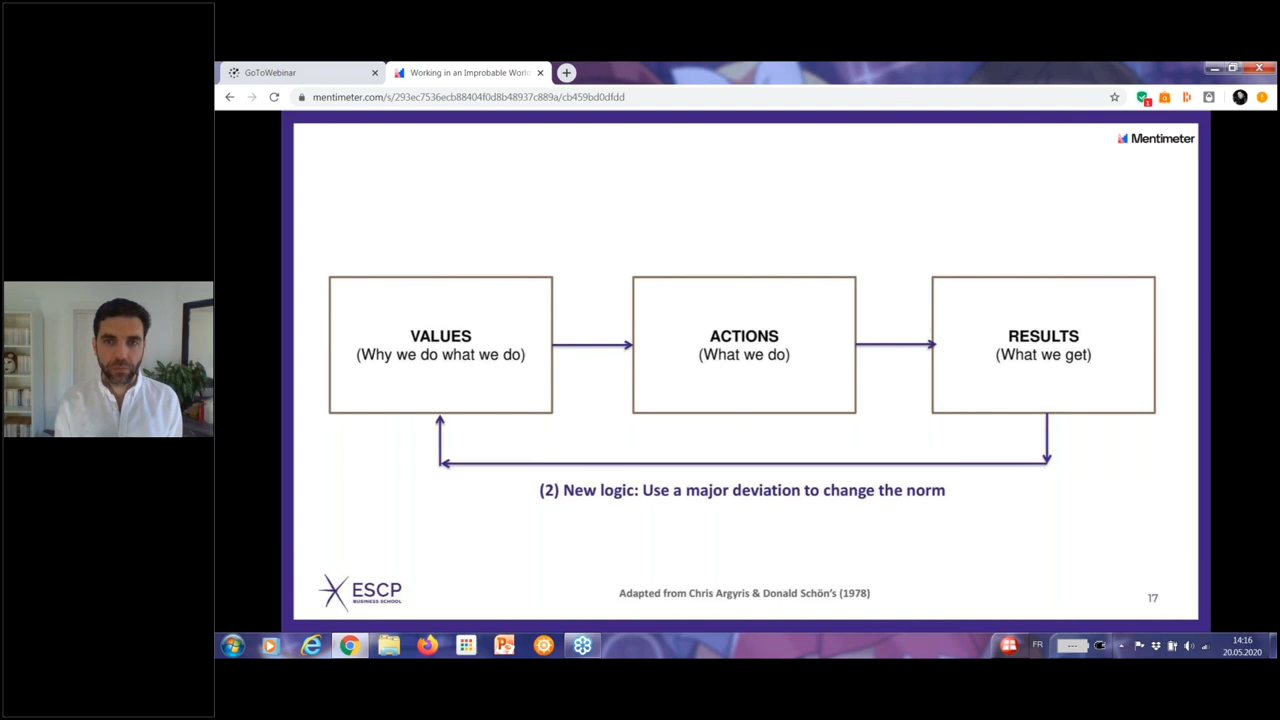 GoToWebinar
Working in an Improbable World
mentimeter.com/s/293ec7536ecb88404f0d8b48937c889a/cb459bd0dfdd
1
Mentimeter
VALUES
(Why we do what we do)
ACTIONS
(What we do)
RESULTS
(What we get)
(2) New logic: Use a major deviation to change the norm
ESCP
BUSINESS SCHOOL
Adapted from Chris Argyris & Donald Schön’s (1978)
17
FR
---
14:16
20.05.2020